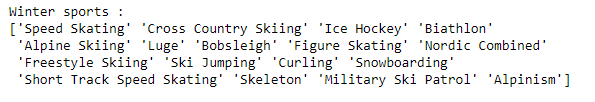 Winter sports :
['Speed Skating' 'Cross Country Skiing' 'Ice Hockey' 'Biathlon'
'Alpine Skiing' 'Luge' 'Bobsleigh' 'Figure Skating' 'Nordic Combined'
'Freestyle Skiing' 'Ski Jumping' 'Curling' 'Snowboarding'
'Short Track Speed Skating' 'Skeleton' 'Military Ski Patrol' 'Alpinism']